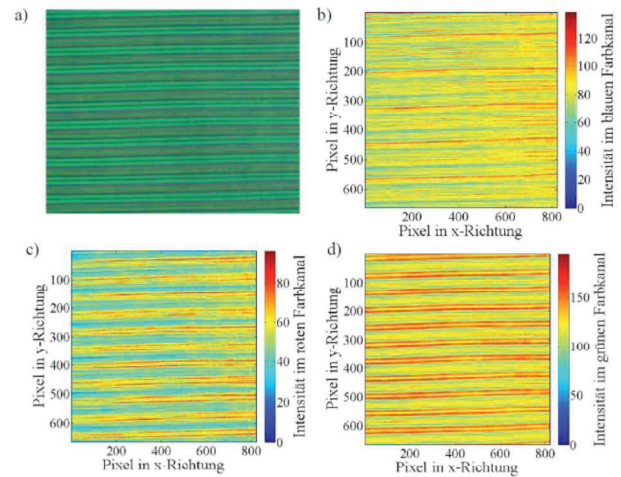 a)
b)
100
200
300
400
500
600
Pixel in y-Richtung
200 400 600 800
Pixel in x-Richtung
120
100
80
60
40
20
0
Intensität im blauen Farbkanal
c)
100
200
300
400
500
600
Pixel in y-Richtung
200 400 600 800
Pixel in x-Richtung
80
60
40
20
0
Intensität im roten Farbkanal
d)
100
200
300
400
500
600
Pixel in y-Richtung
200 400 600 800
Pixel in x-Richtung
150
100
50
0
Intensität im grünen Farbkanal